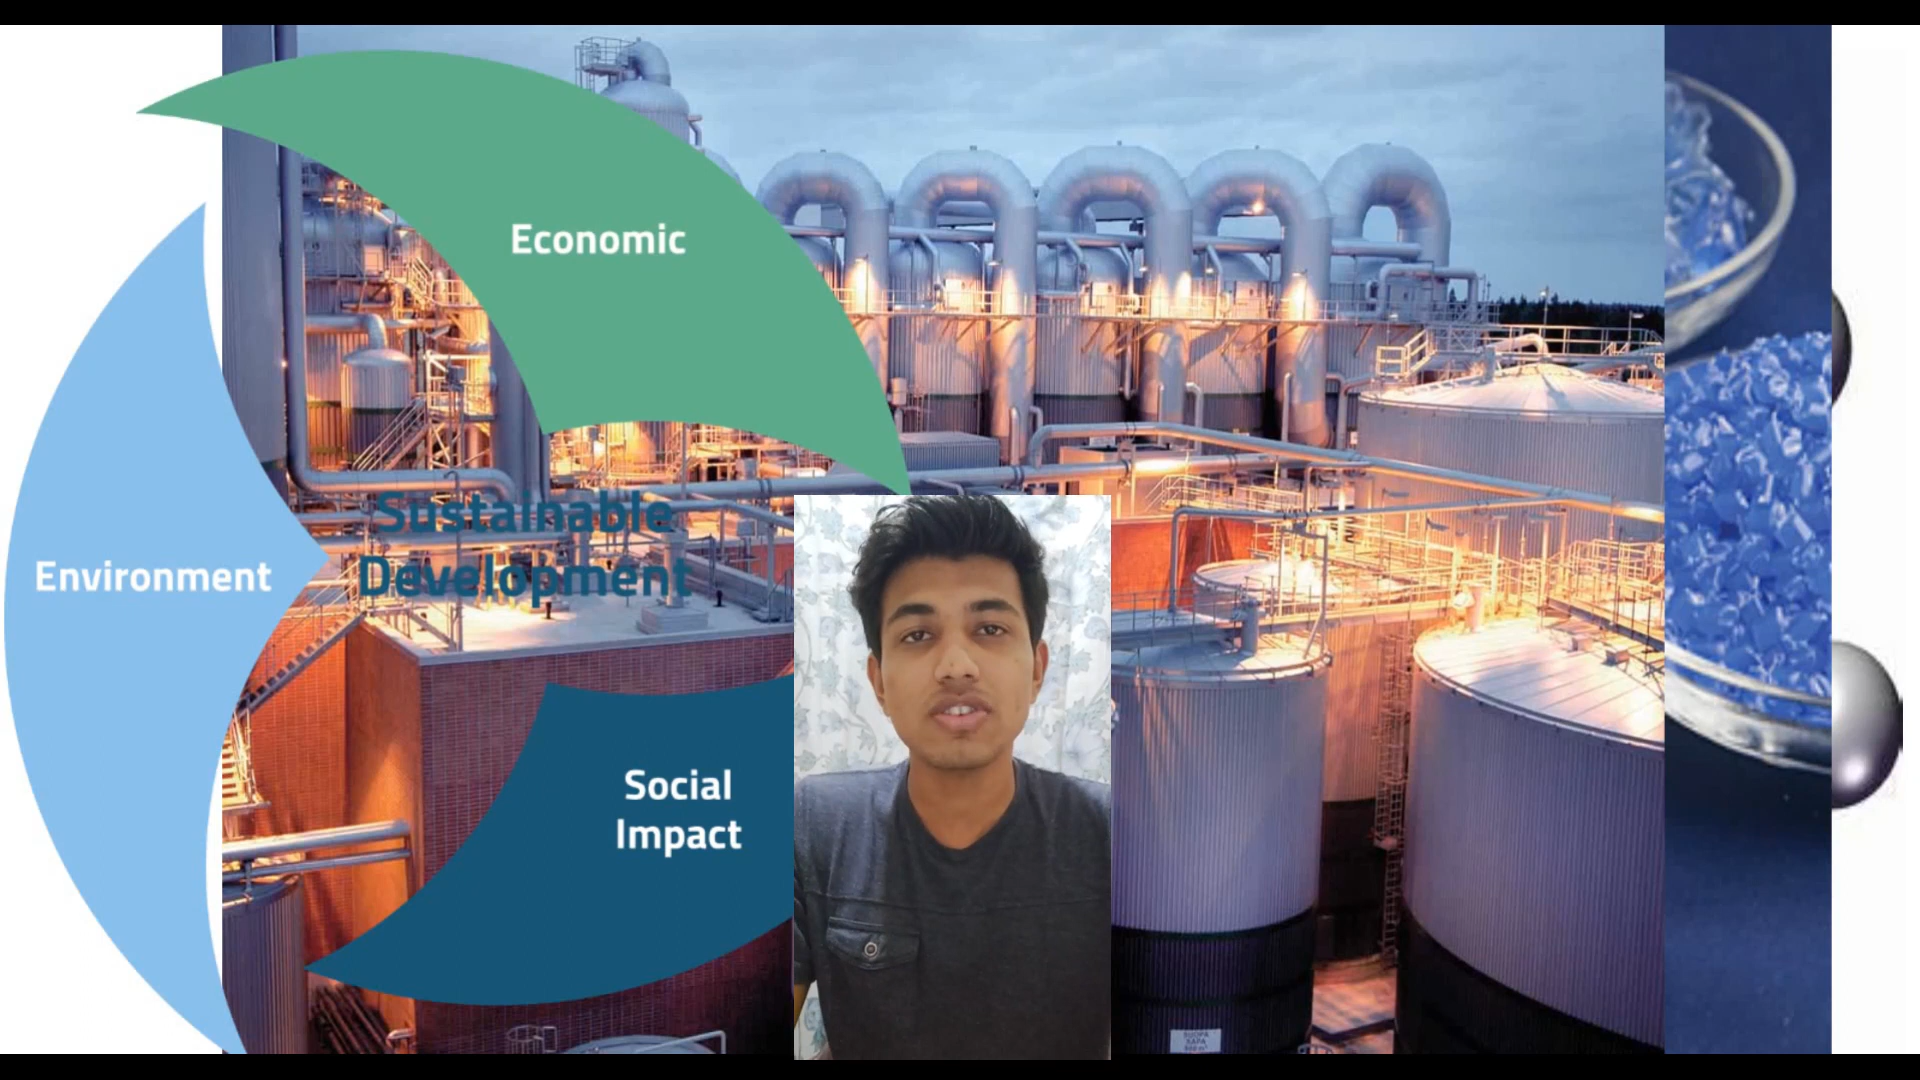 Economic
Sustainable
Development
Environment
Social
Impact